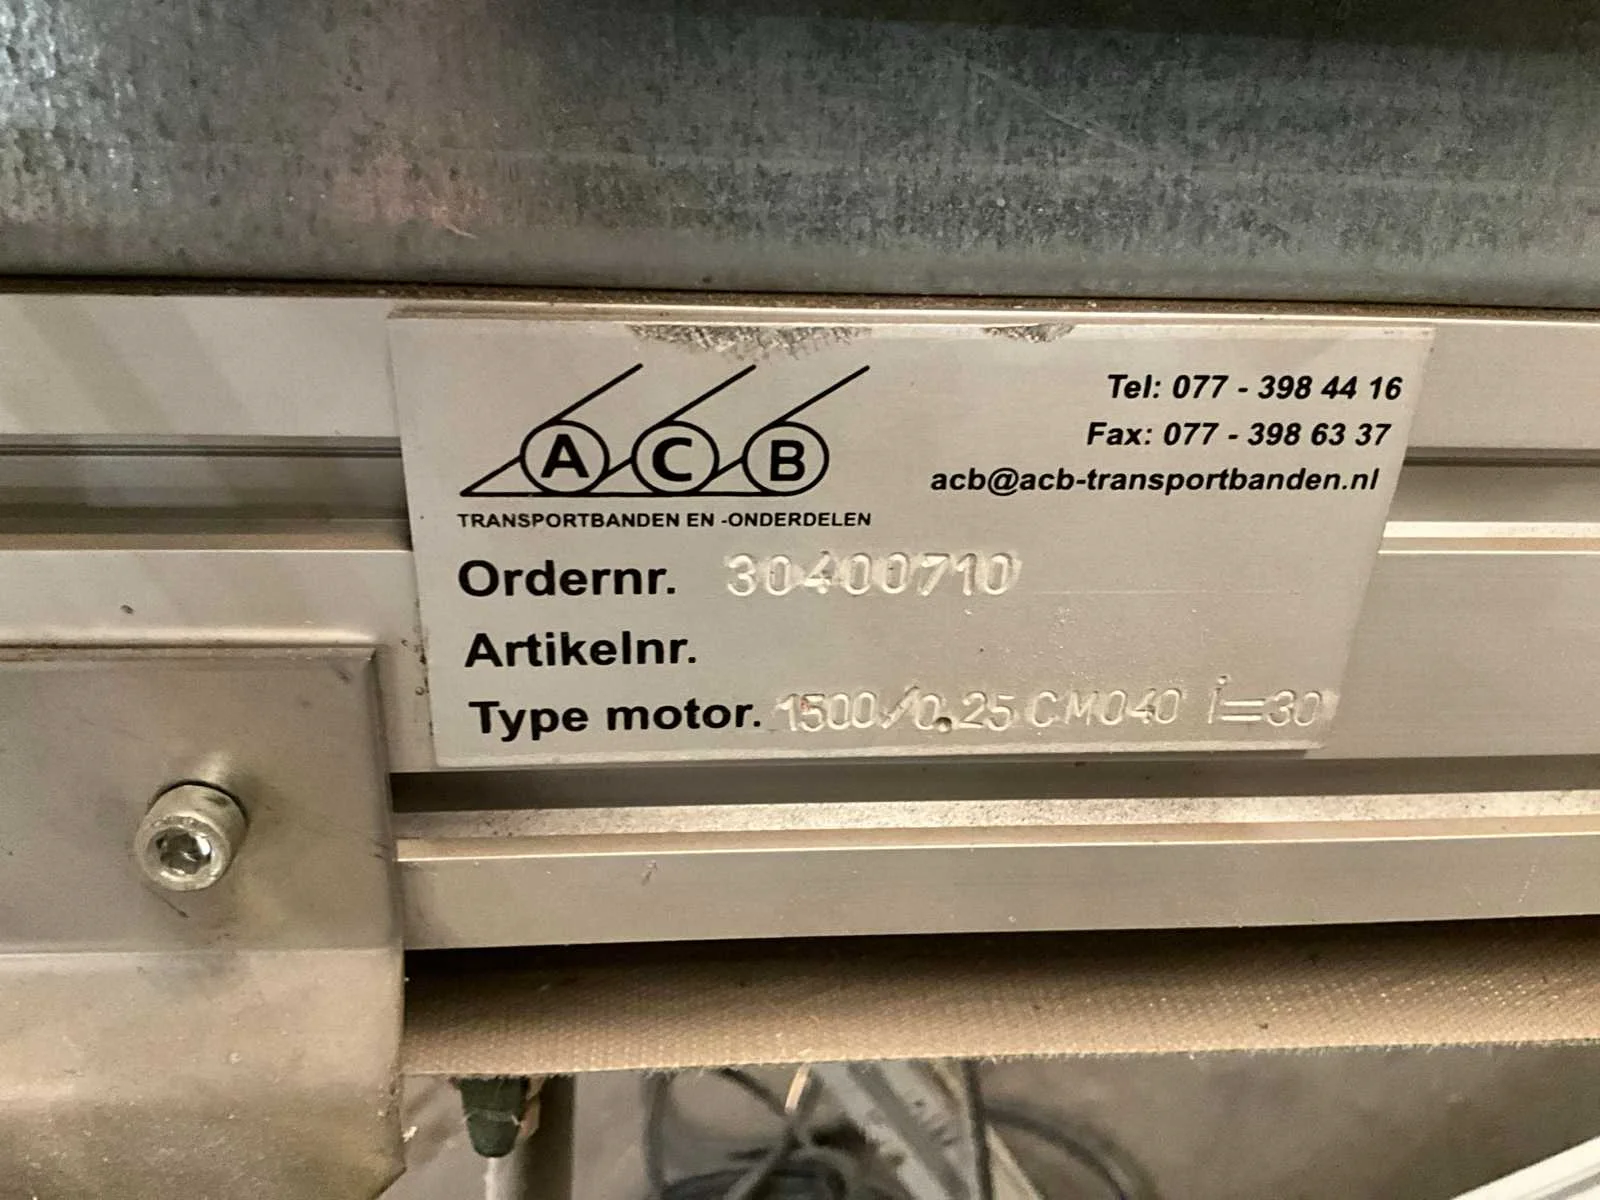 A C B
TRANSPORTBANDEN EN -ONDERDELEN
Tel: 077 - 398 44 16
Fax: 077 - 398 63 37
acb@acb-transportbanden.nl
Ordernr. 30400710
Artikelnr.
Type motor. 1500/0.25 CM040 i=30